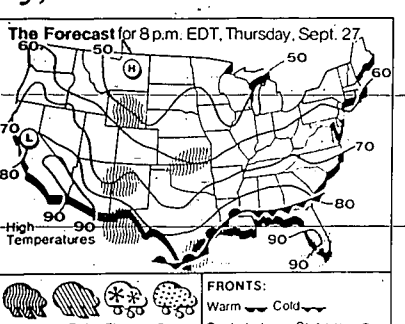 The Forecast for 8 p.m. EDT, Thursday, Sept. 27
60
50
H
50
60
70
L
70
80
80
90
90
90
90
High
Temperatures
FRONTS:
Warm Cold